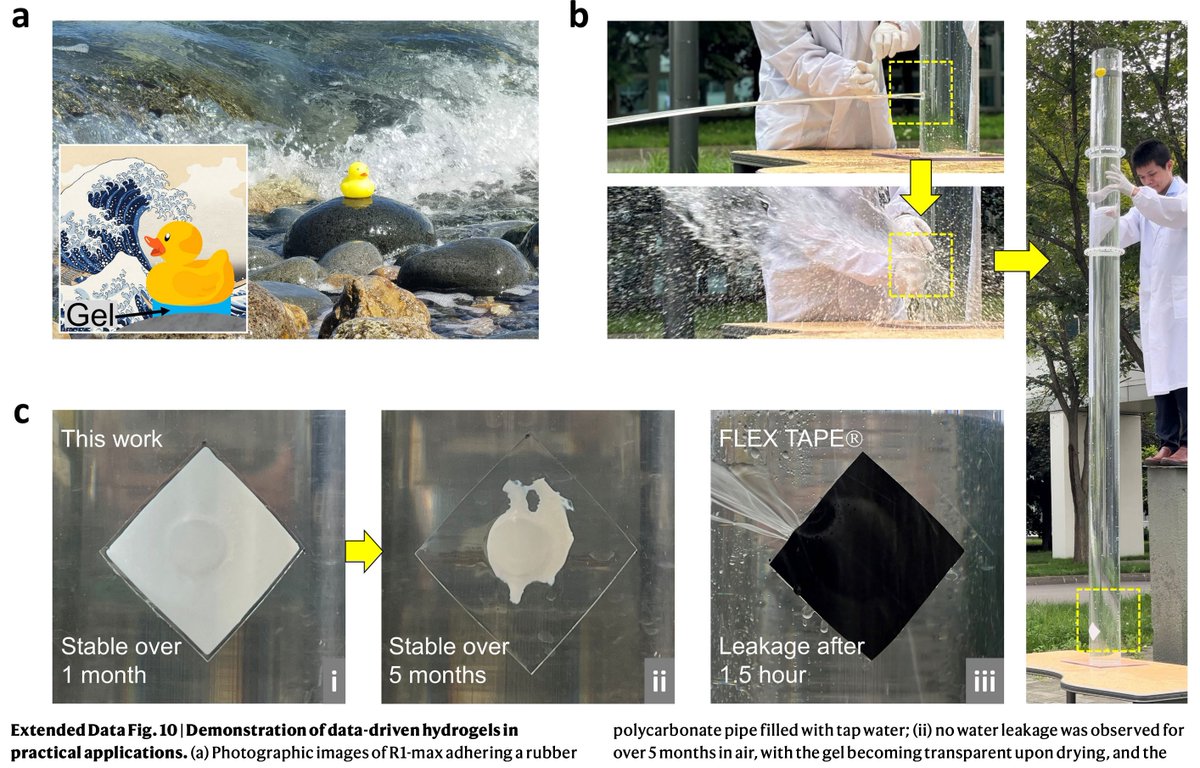 a
b
Gel
c
This work
Stable over
1 month
i
Stable over
5 months
ii
FLEX TAPE®
Leakage after
1.5 hour
iii
Extended Data Fig. 10 | Demonstration of data-driven hydrogels in
practical applications. (a) Photographic images of R1-max adhering a rubber
polycarbonate pipe filled with tap water; (ii) no water leakage was observed for
over 5 months in air, with the gel becoming transparent upon drying, and the